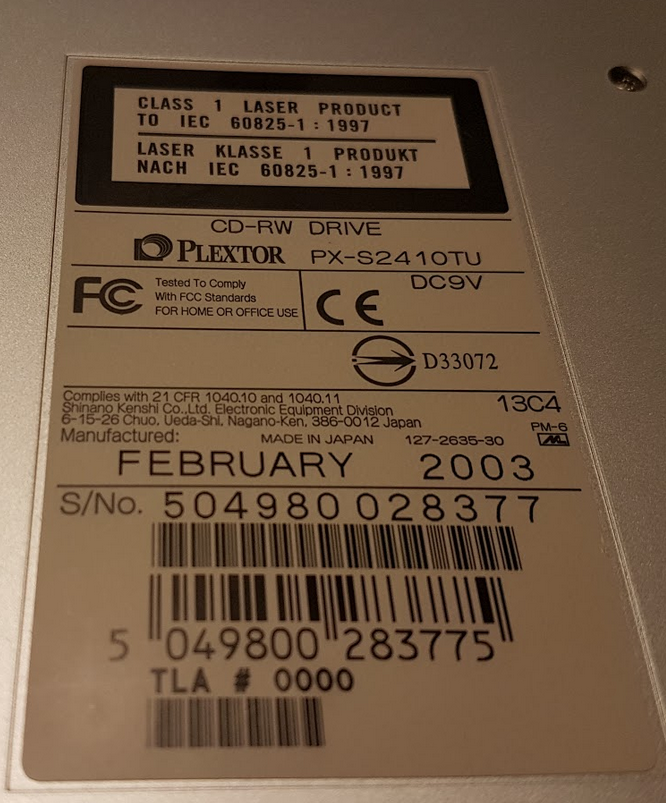 CLASS 1 LASER PRODUCT
TO IEC 60825-1 : 1997
LASER KLASSE 1 PRODUKT
NACH IEC 60825-1 : 1997
CD-RW DRIVE
PLEXTOR PX-S2410TU
DC9V
FC Tested To Comply
With FCC Standards
FOR HOME OR OFFICE USE
CE
D33072
Complies with 21 CFR 1040.10 and 1040.11
Shinano Kenshi Co.,Ltd. Electronic Equipment Division
6-15-26 Chuo, Ueda-Shi, Nagano-Ken, 386-0012 Japan
13C4
PM-6
Manufactured: MADE IN JAPAN 127-2635-30
FEBRUARY 2003
S/No. 504980 028377
5 049800 283775
TLA # 0000